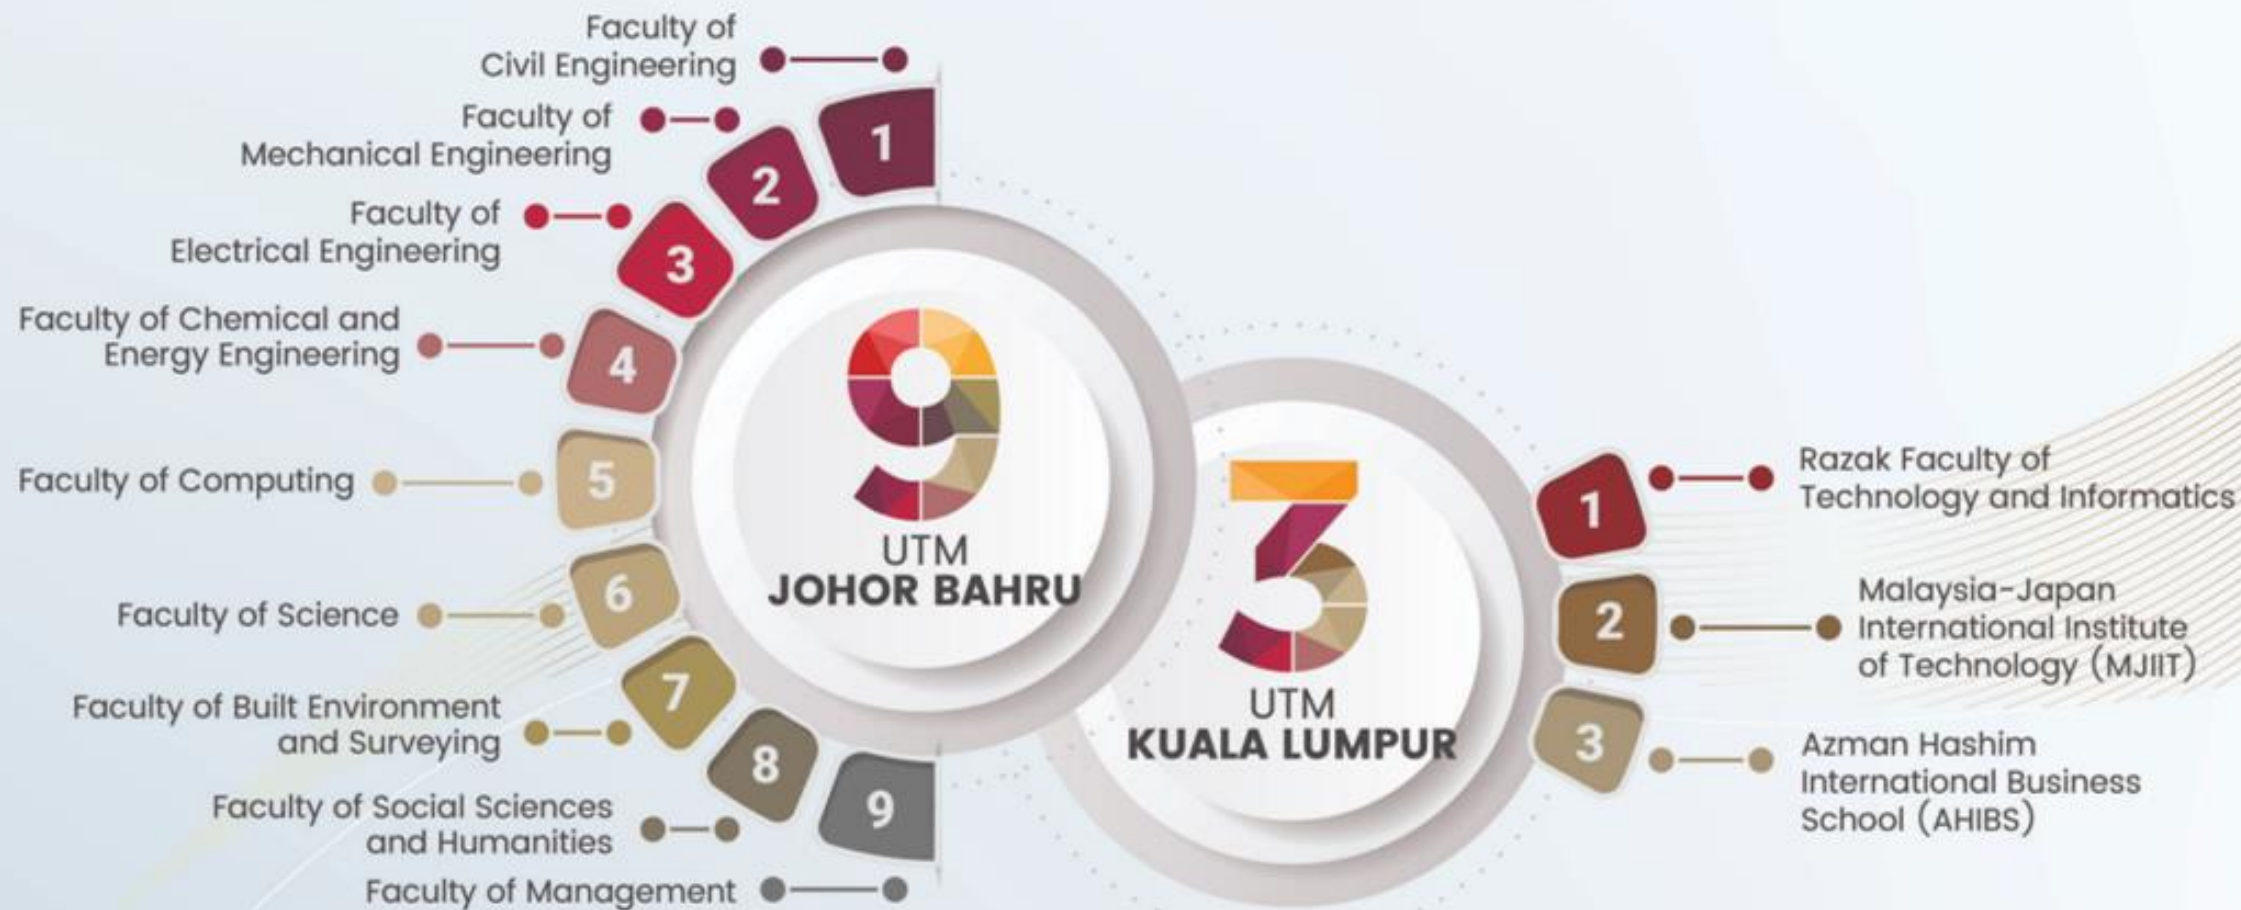 Faculty of
Civil Engineering
1
Faculty of
Mechanical Engineering
2
Faculty of
Electrical Engineering
3
Faculty of Chemical and
Energy Engineering
4
Faculty of Computing
5
Faculty of Science
6
Faculty of Built Environment
and Surveying
7
Faculty of Social Sciences
and Humanities
8
Faculty of Management
9
9
UTM
JOHOR BAHRU
3
UTM
KUALA LUMPUR
1
Razak Faculty of
Technology and Informatics
2
Malaysia-Japan
International Institute
of Technology (MJIIT)
3
Azman Hashim
International Business
School (AHIBS)